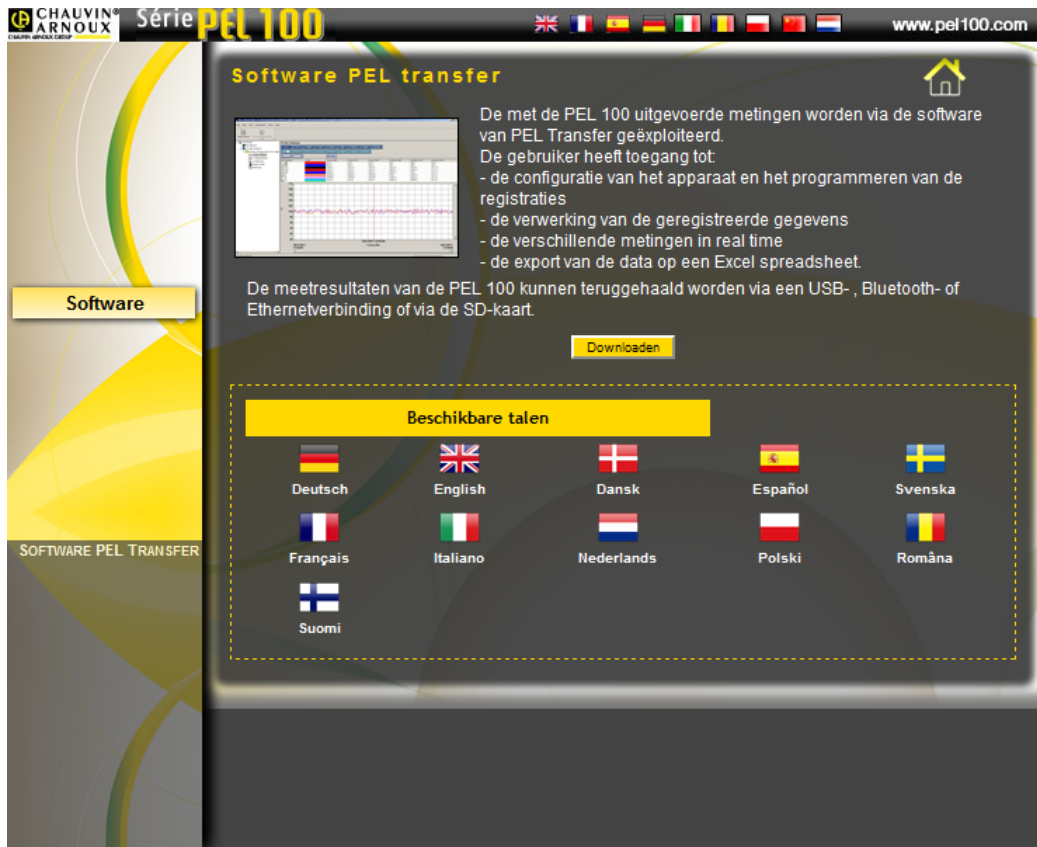 CHAUVIN®
ARNOUX
CHAUVIN ARNOUX GROUP
Série PEL 100
www.pel100.com
Software PEL transfer
De met de PEL 100 uitgevoerde metingen worden via de software
van PEL Transfer geëxploiteerd.
De gebruiker heeft toegang tot:
- de configuratie van het apparaat en het programmeren van de
registraties
- de verwerking van de geregistreerde gegevens
- de verschillende metingen in real time
- de export van de data op een Excel spreadsheet.
De meetresultaten van de PEL 100 kunnen teruggehaald worden via een USB- , Bluetooth- of
Ethernetverbinding of via de SD-kaart.
Software
Downloaden
Beschikbare talen
Deutsch English Dansk Español Svenska
Français Italiano Nederlands Polski Româna
Suomi
SOFTWARE PEL TRANSFER